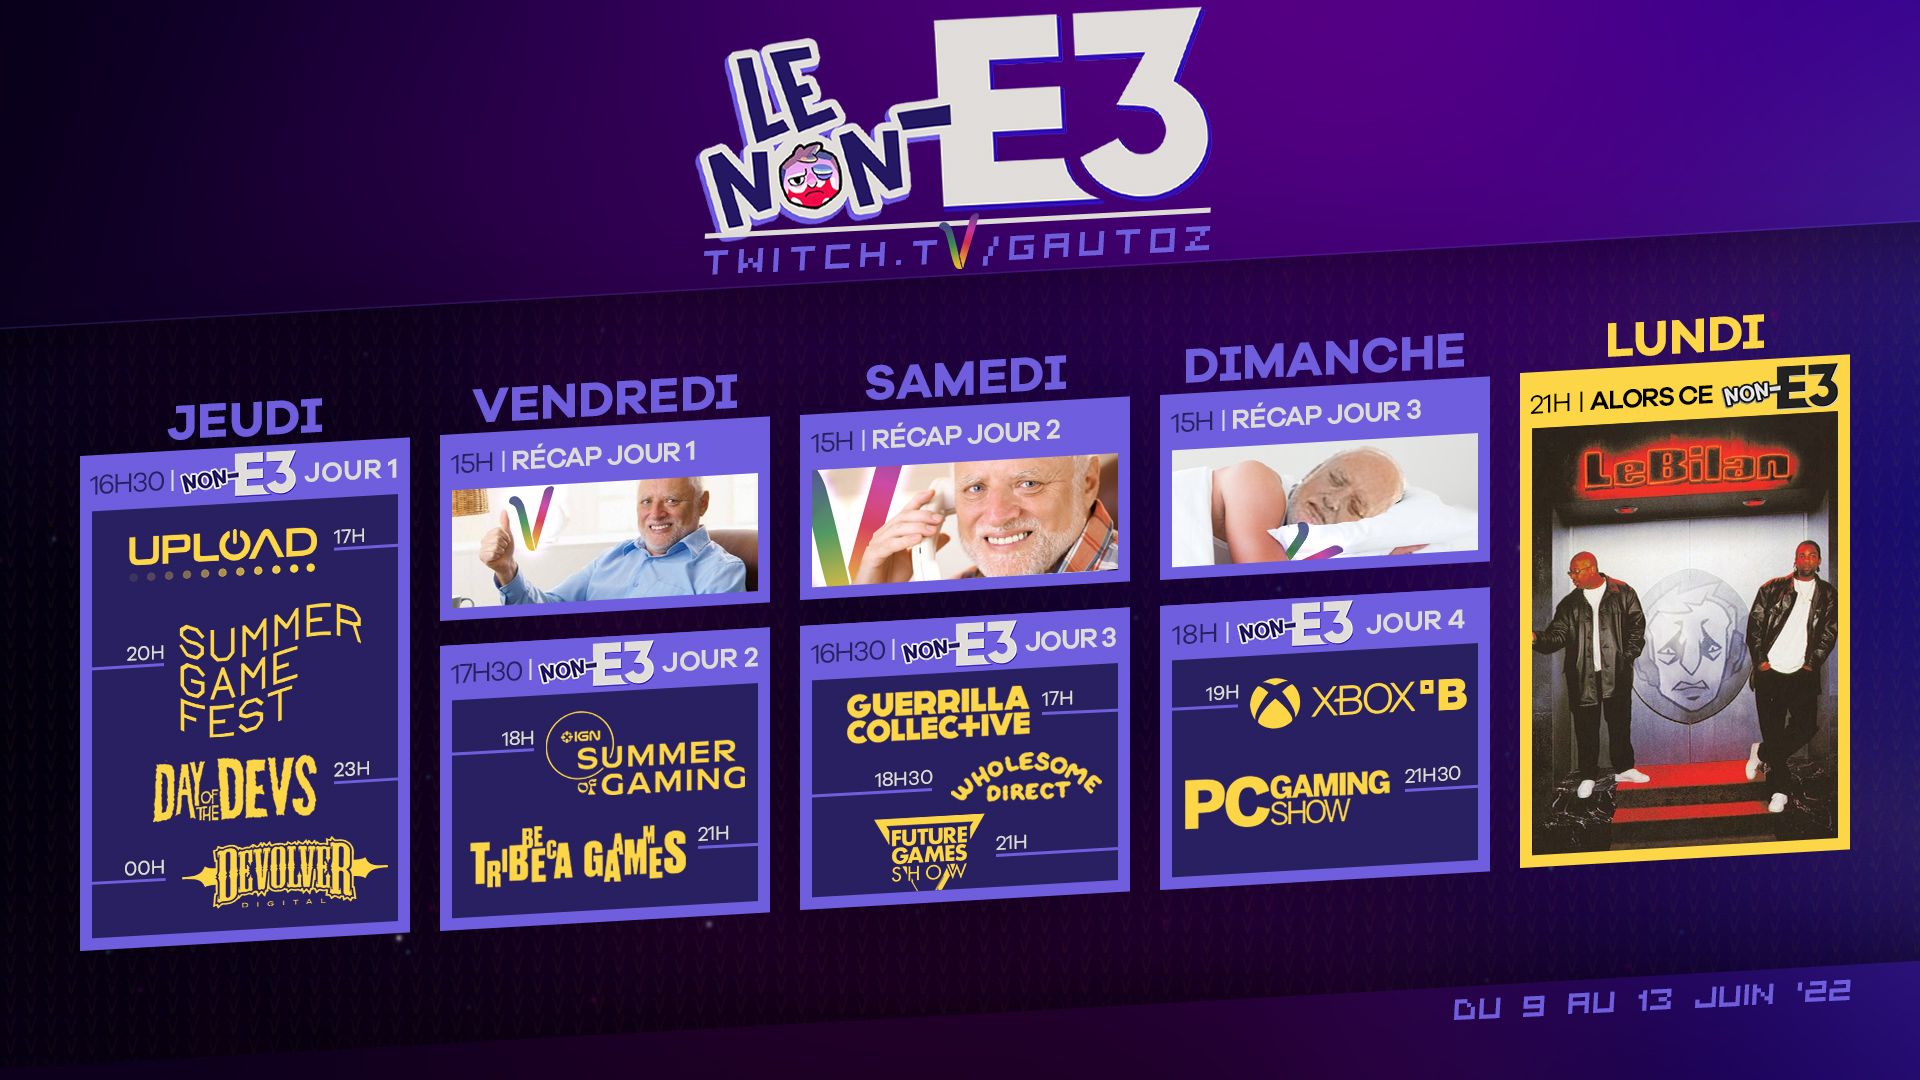 LE
NON-E3
TWITCH.TV/GAUTOZ
JEUDI
16H30 | NON-E3 JOUR 1
UPLOAD 17H
20H SUMMER
GAME
FEST
DAY OF THE DEVS 23H
00H DEVOLVER
DIGITAL
VENDREDI
15H | RÉCAP JOUR 1
17H30 | NON-E3 JOUR 2
18H IGN
SUMMER
OF GAMING
TRIBECA GAMES 21H
SAMEDI
15H | RÉCAP JOUR 2
16H30 | NON-E3 JOUR 3
GUERRILLA
COLLECTIVE 17H
18H30 WHOLESOME
DIRECT
FUTURE
GAMES
SHOW 21H
DIMANCHE
15H | RÉCAP JOUR 3
18H | NON-E3 JOUR 4
19H XBOX B
PC GAMING
SHOW 21H30
LUNDI
21H | ALORS CE NON-E3
LeBilan
DU 9 AU 13 JUIN '22